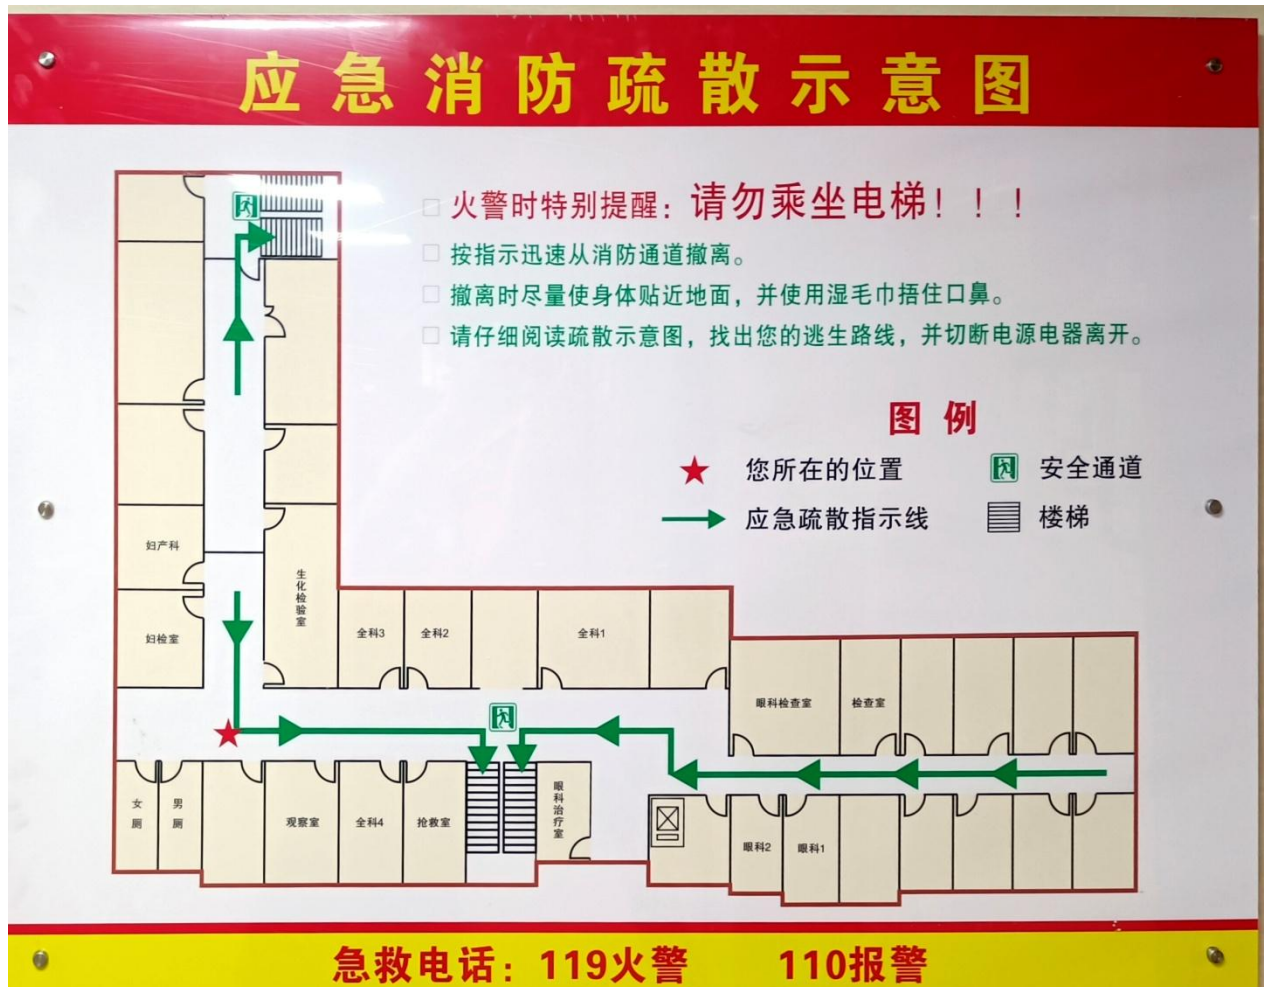 应急消防疏散示意图
火警时特别提醒：请勿乘坐电梯！！！
按指示迅速从消防通道撤离。
撤离时尽量使身体贴近地面，并使用湿毛巾捂住口鼻。
请仔细阅读疏散示意图，找出您的逃生路线，并切断电源电器离开。
图例
您所在的位置
安全通道
应急疏散指示线
楼梯
妇产科
生化检验室
妇检室
全科3
全科2
全科1
眼科检查室
检查室
女厕
男厕
观察室
全科4
抢救室
眼科治疗室
眼科2
眼科1
急救电话：119火警 110报警